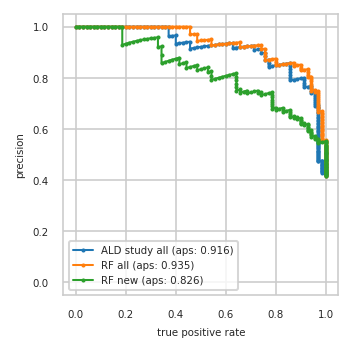 1.0
0.8
0.6
0.4
0.2
0.0
precision
ALD study all (aps: 0.916)
RF all (aps: 0.935)
RF new (aps: 0.826)
0.0 0.2 0.4 0.6 0.8 1.0
true positive rate